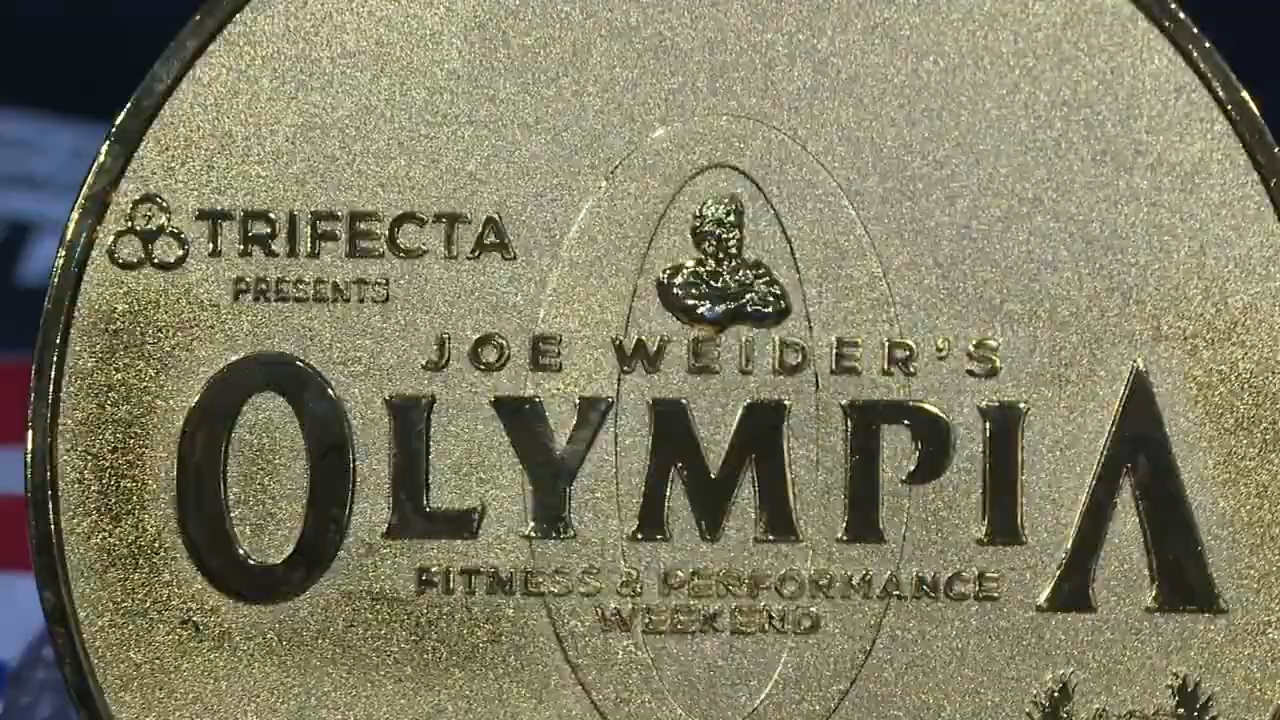 TRIFECTA
PRESENTS
JOE WEIDER'S
OLYMPIA
FITNESS & PERFORMANCE
WEEKEND